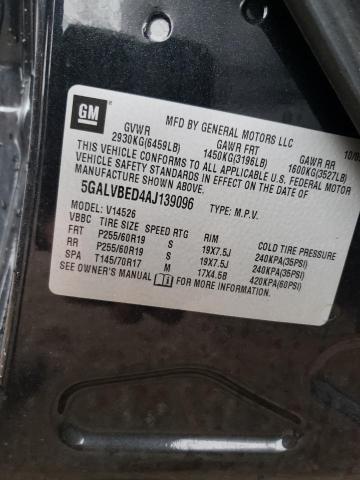 GM
MFD BY GENERAL MOTORS LLC 10/0
GVWR GAWR FRT GAWR RR
2930KG(6459LB) 1450KG(3196LB) 1600KG(3527LB)
THIS VEHICLE CONFORMS TO ALL APPLICABLE U.S. FEDERAL MOTOR
VEHICLE SAFETY STANDARDS IN EFFECT ON THE DATE OF
MANUFACTURE SHOWN ABOVE.
5GALVBED4AJ139096 TYPE: M.P.V.
MODEL: V14526
VBBC TIRE SIZE SPEED RTG RIM COLD TIRE PRESSURE
FRT P255/60R19 S 19X7.5J 240KPA(35PSI)
RR P255/60R19 S 19X7.5J 240KPA(35PSI)
SPA T145/70R17 M 17X4.5B 420KPA(60PSI)
SEE OWNER'S MANUAL FOR MORE INFORMATION.